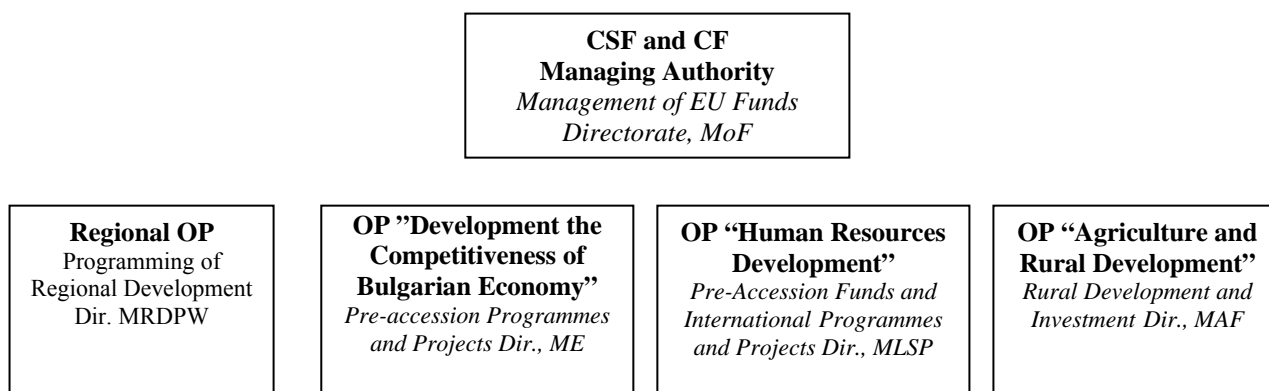 CSF and CF
Managing Authority
Management of EU Funds
Directorate, MoF
Regional OP
Programming of
Regional Development
Dir. MRDPW
OP ”Development the
Competitiveness of
Bulgarian Economy”
Pre-accession Programmes
and Projects Dir., ME
OP “Human Resources
Development”
Pre-Accession Funds and
International Programmes
and Projects Dir., MLSP
OP “Agriculture and
Rural Development”
Rural Development and
Investment Dir., MAF